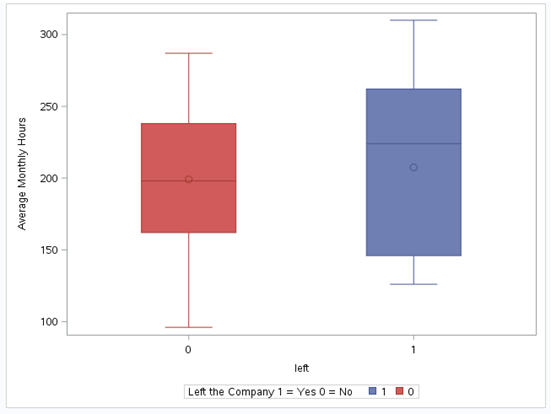 300
250
200
150
100
Average Monthly Hours
0 1
left
Left the Company 1 = Yes 0 = No 1 0